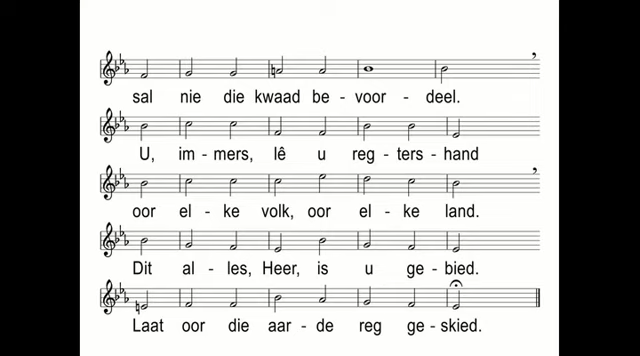 sal nie die kwaad be - voor - deel.
U, im - mers, lê u reg - ters - hand
oor el - ke volk, oor el - ke land.
Dit al - les, Heer, is u ge - bied.
Laat oor die aar - de reg ge - skied.